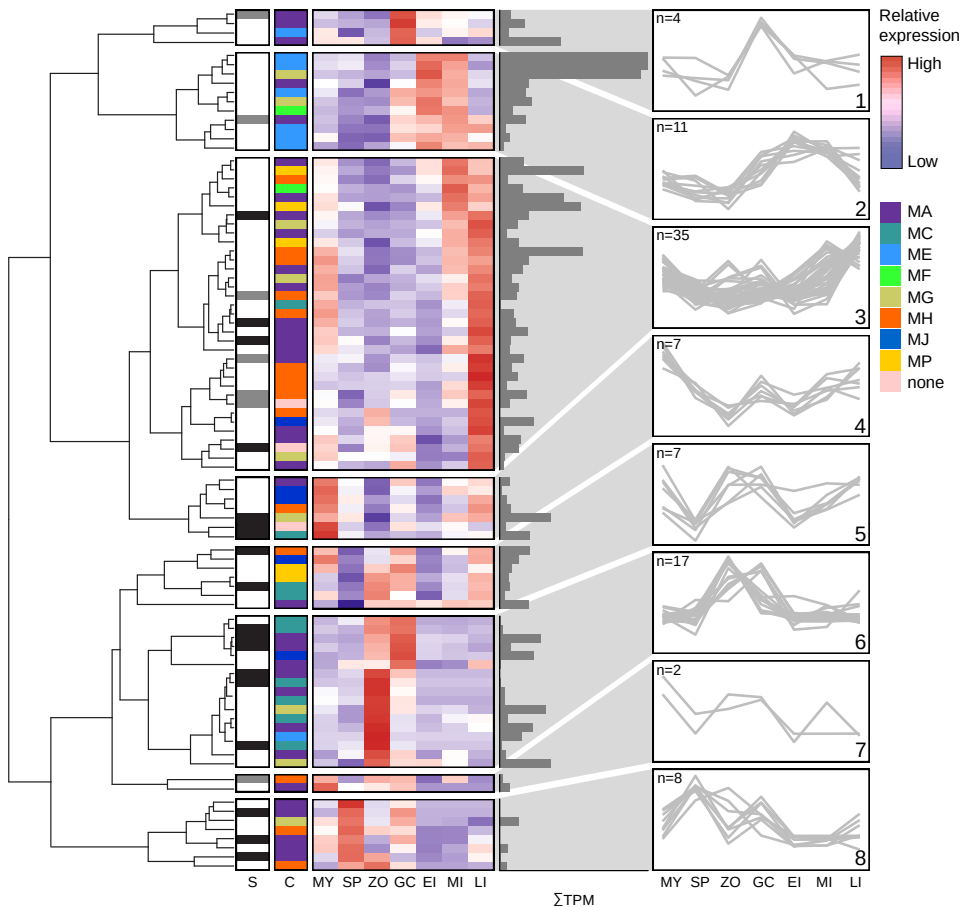 Relative
expression
High
Low
MA
MC
ME
MF
MG
MH
MJ
MP
none
n=4
1
n=11
2
n=35
3
n=7
4
n=7
5
n=17
6
n=2
7
n=8
8
S C MY SP ZO GC EI MI LI
∑TPM
MY SP ZO GC EI MI LI